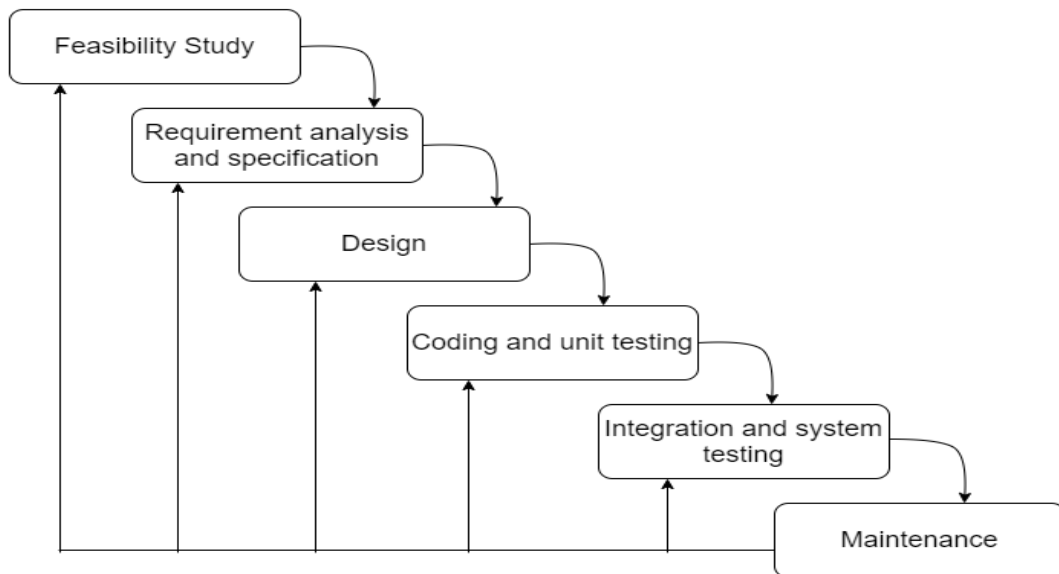 Feasibility Study
Requirement analysis
and specification
Design
Coding and unit testing
Integration and system
testing
Maintenance